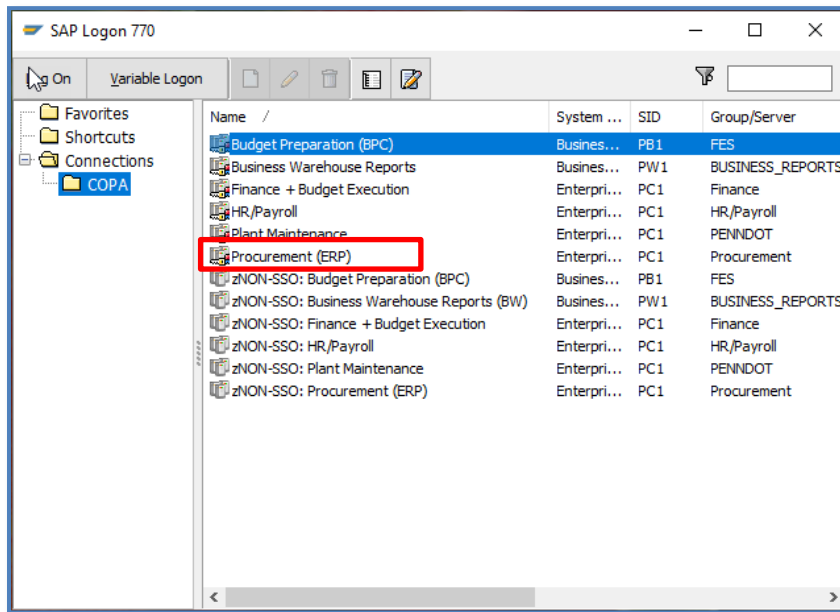 SAP Logon 770
Log On Variable Logon
Favorites
Shortcuts
Connections
COPA
Name / System ... SID Group/Server
Budget Preparation (BPC) Busines... PB1 FES
Business Warehouse Reports Busines... PW1 BUSINESS_REPORTS
Finance + Budget Execution Enterpri... PC1 Finance
HR/Payroll Enterpri... PC1 HR/Payroll
Plant Maintenance Enterpri... PC1 PENNDOT
Procurement (ERP) Enterpri... PC1 Procurement
zNON-SSO: Budget Preparation (BPC) Busines... PB1 FES
zNON-SSO: Business Warehouse Reports (BW) Busines... PW1 BUSINESS_REPORTS
zNON-SSO: Finance + Budget Execution Enterpri... PC1 Finance
zNON-SSO: HR/Payroll Enterpri... PC1 HR/Payroll
zNON-SSO: Plant Maintenance Enterpri... PC1 PENNDOT
zNON-SSO: Procurement (ERP) Enterpri... PC1 Procurement